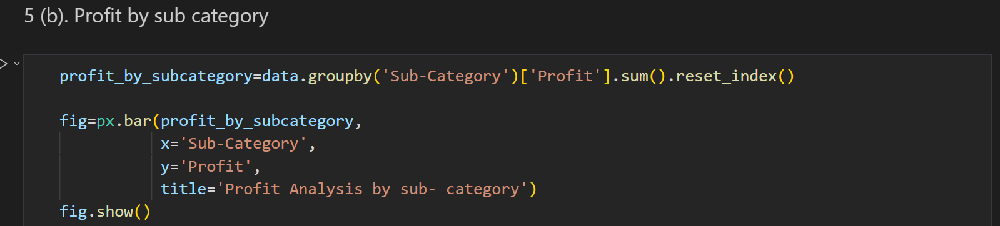 5 (b). Profit by sub category
profit_by_subcategory=data.groupby('Sub-Category')['Profit'].sum().reset_index()
fig=px.bar(profit_by_subcategory,
x='Sub-Category',
y='Profit',
title='Profit Analysis by sub- category')
fig.show()